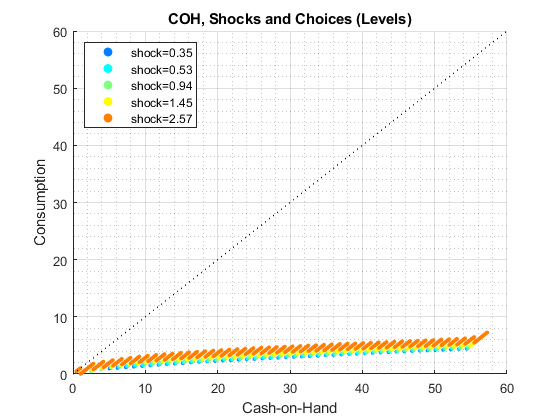 COH, Shocks and Choices (Levels)
60
50
40
30
20
10
0
Consumption
shock=0.35
shock=0.53
shock=0.94
shock=1.45
shock=2.57
0 10 20 30 40 50 60
Cash-on-Hand